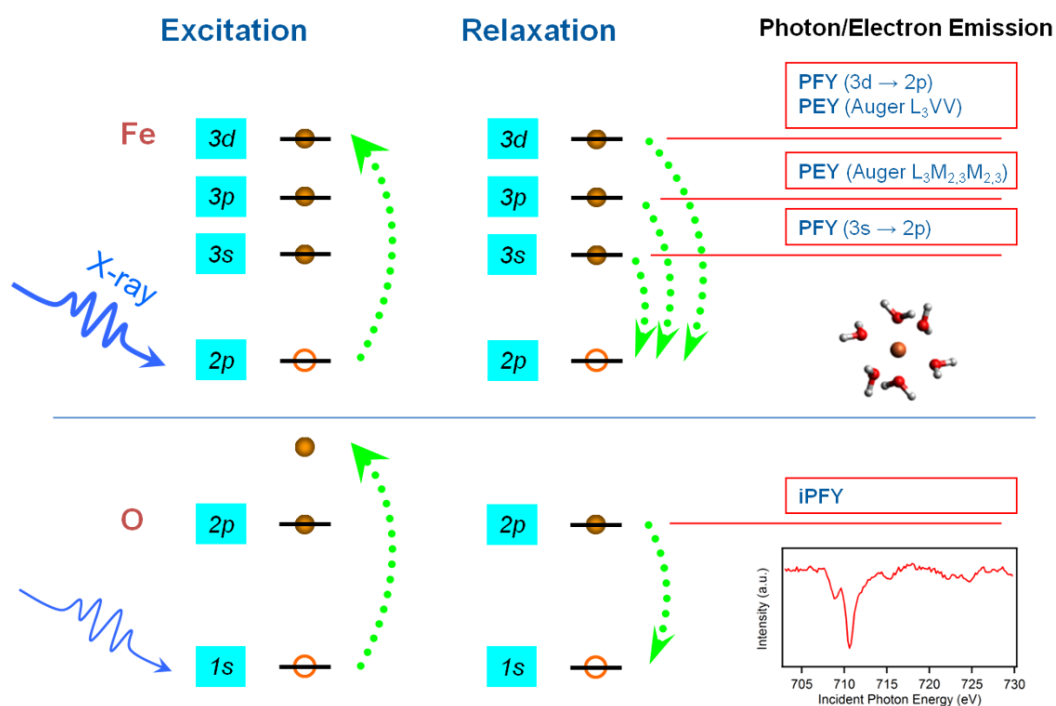 Excitation
Relaxation
Photon/Electron Emission
PFY (3d → 2p)
PEY (Auger L₃VV)
Fe
3d
3d
PEY (Auger L₃M₂,₃M₂,₃)
3p
3p
PFY (3s → 2p)
3s
3s
X-ray
2p
2p
O
iPFY
2p
2p
Intensity (a.u.)
1s
1s
705 710 715 720 725 730
Incident Photon Energy (eV)